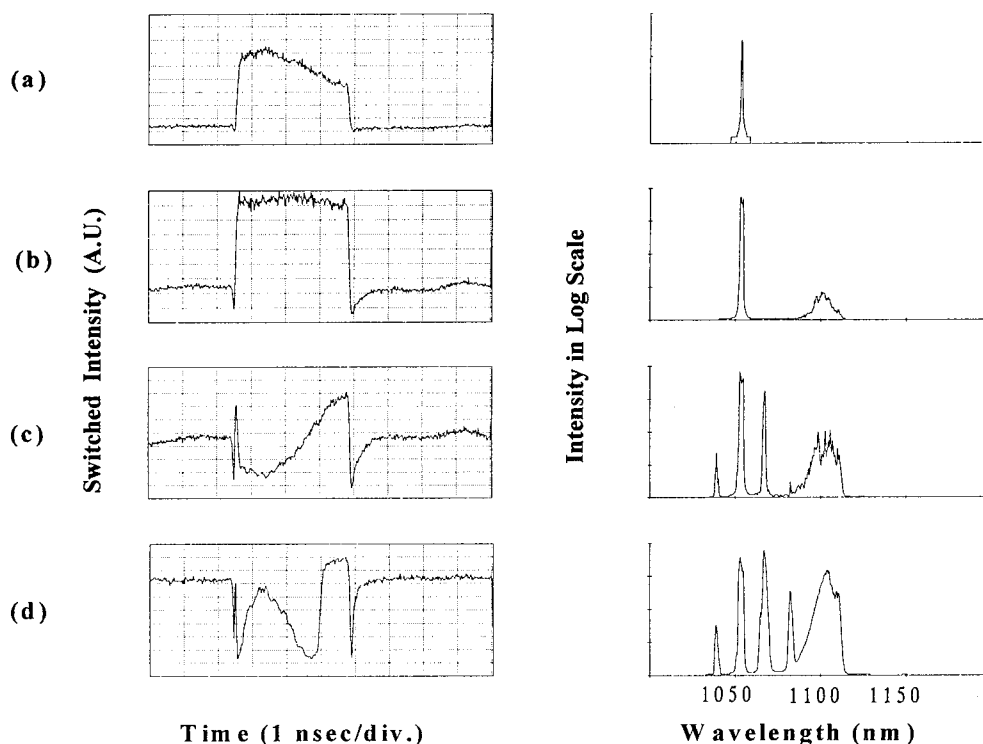 (a)
(b)
(c)
(d)
Switched Intensity (A.U.)
Intensity in Log Scale
1050 1100 1150
Time (1 nsec/div.)
Wavelength (nm)